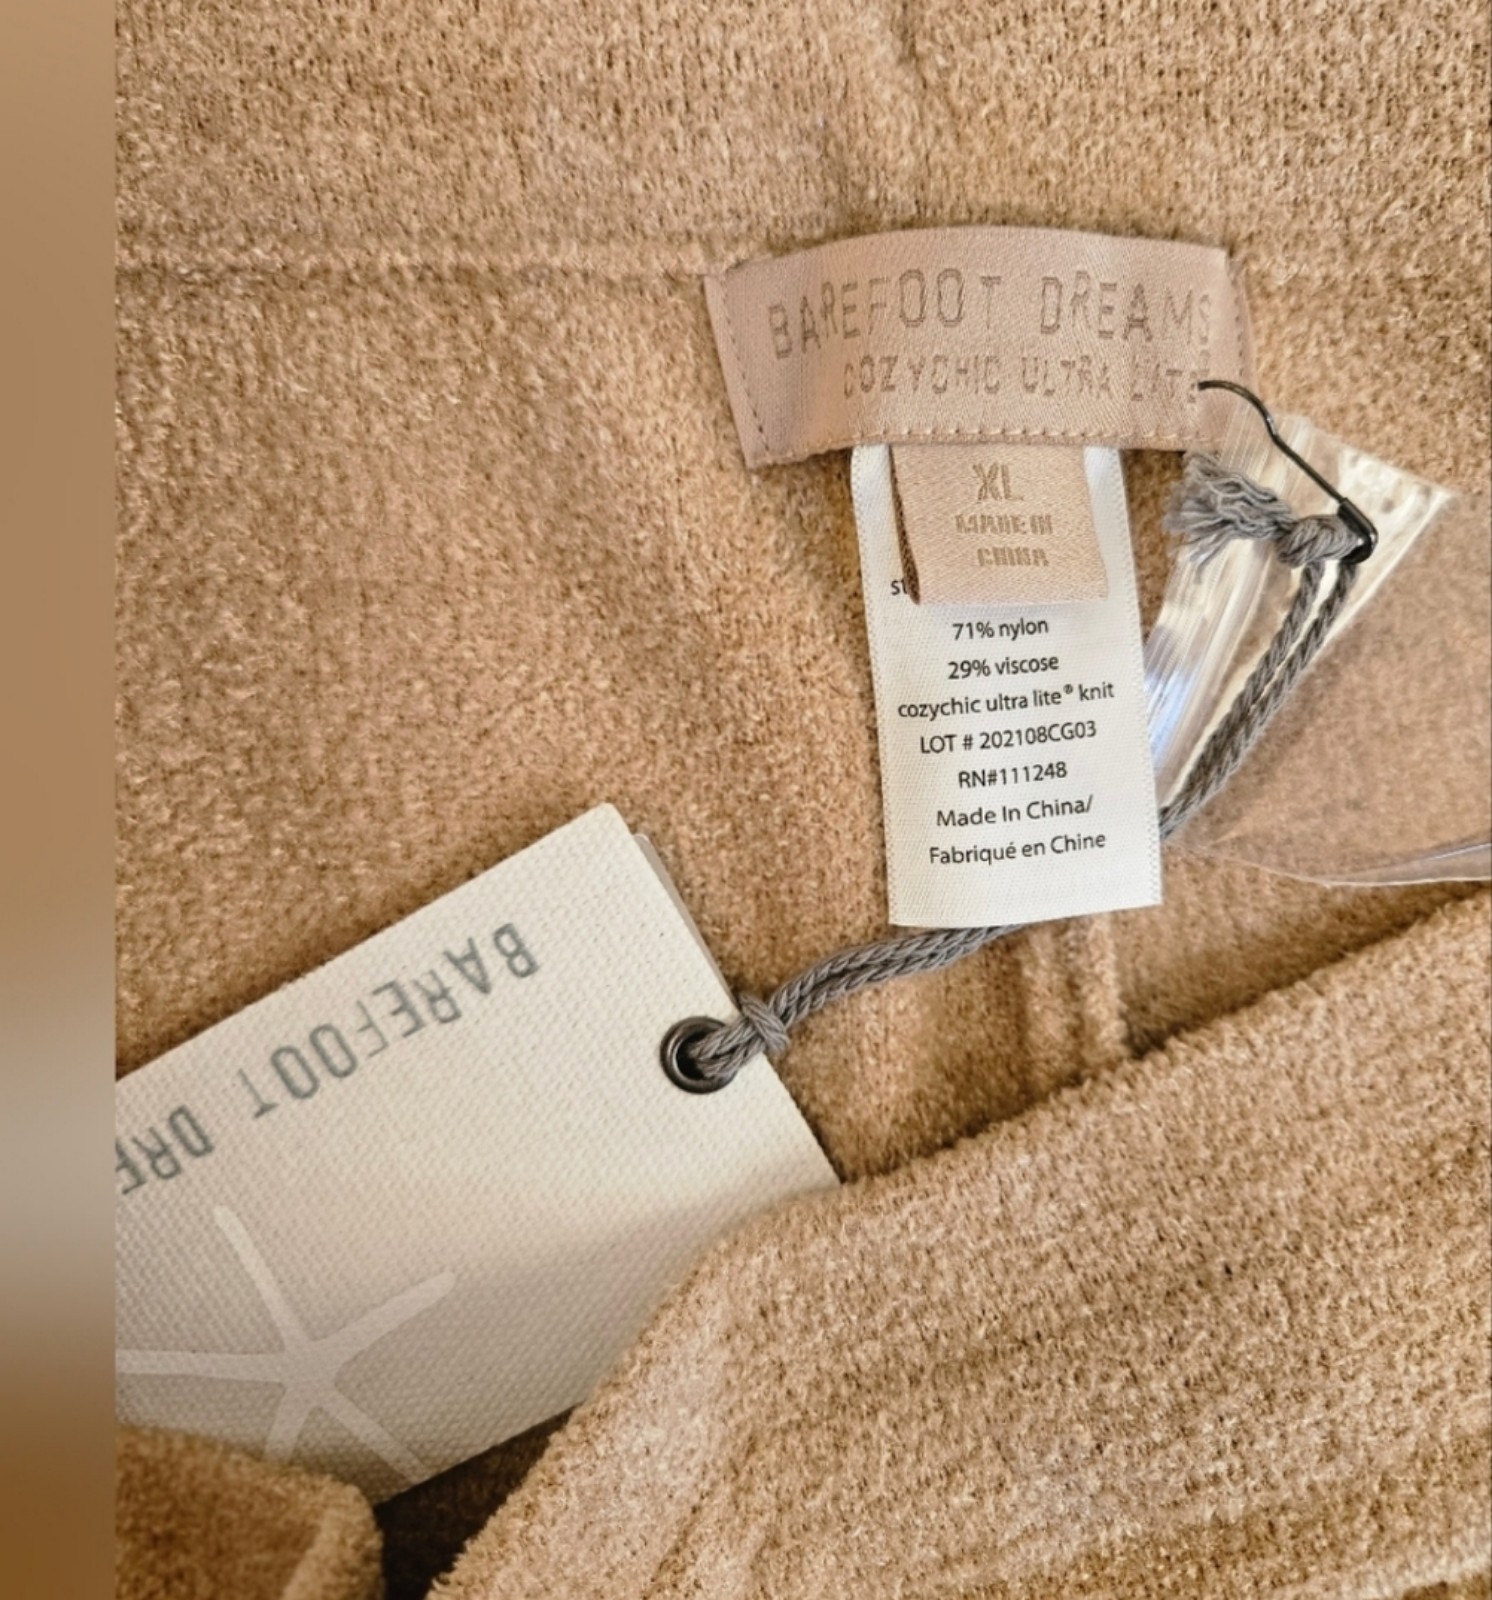 BAREFOOT DREAMS
COZYCHIC ULTRA LITE
XL
MADE IN
CHINA
71% nylon
29% viscose
cozychic ultra lite® knit
LOT # 202108CG03
RN#111248
Made In China/
Fabriqué en Chine
BAREFOOT DRE